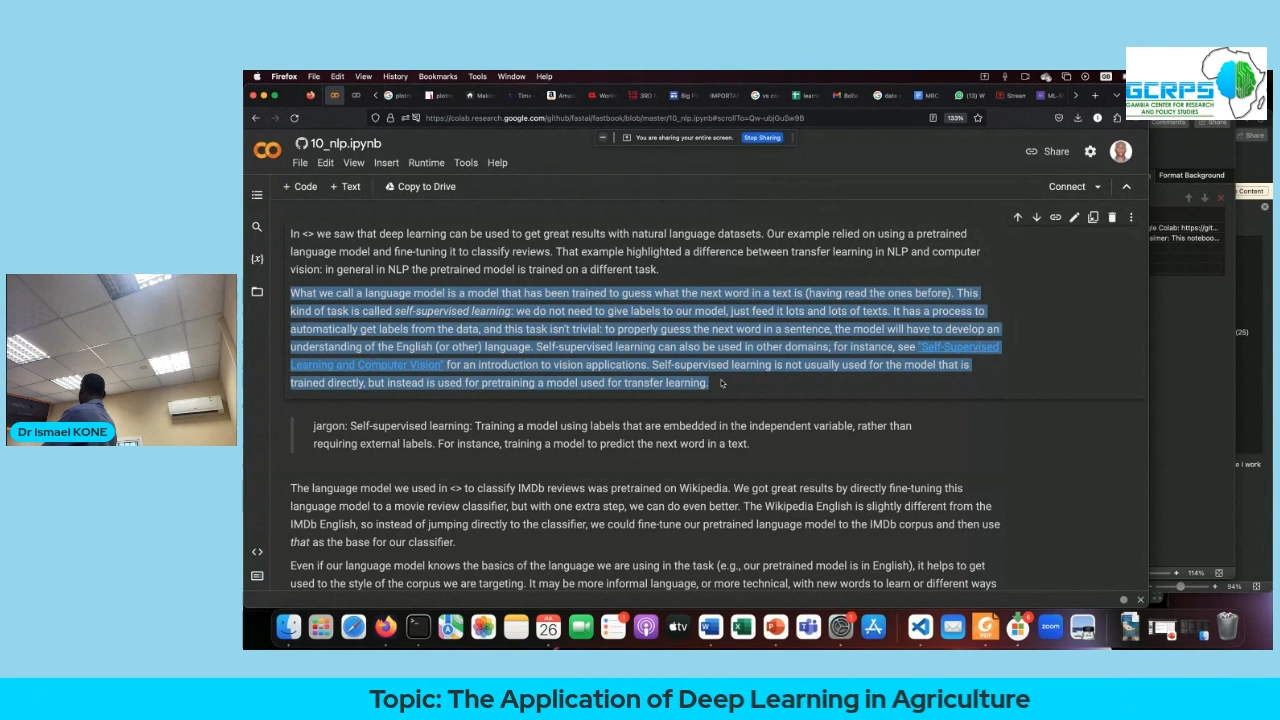 Firefox File Edit View History Bookmarks Tools Window Help
GCRPS
GAMBIA CENTER FOR RESEARCH
AND POLICY STUDIES
https://colab.research.google.com/github/fastai/fastbook/blob/master/10_nlp.ipynb#scrollTo=Qw-ubjGuSw9B
133%
You are sharing your entire screen. Stop Sharing
10_nlp.ipynb
Share
File Edit View Insert Runtime Tools Help
+ Code + Text Copy to Drive
Connect
Format Background
In <> we saw that deep learning can be used to get great results with natural language datasets. Our example relied on using a pretrained
language model and fine-tuning it to classify reviews. That example highlighted a difference between transfer learning in NLP and computer
vision: in general in NLP the pretrained model is trained on a different task.
What we call a language model is a model that has been trained to guess what the next word in a text is (having read the ones before). This
kind of task is called self-supervised learning: we do not need to give labels to our model, just feed it lots and lots of texts. It has a process to
automatically get labels from the data, and this task isn't trivial: to properly guess the next word in a sentence, the model will have to develop an
understanding of the English (or other) language. Self-supervised learning can also be used in other domains; for instance, see "Self-Supervised
Learning and Computer Vision" for an introduction to vision applications. Self-supervised learning is not usually used for the model that is
trained directly, but instead is used for pretraining a model used for transfer learning.
jargon: Self-supervised learning: Training a model using labels that are embedded in the independent variable, rather than
requiring external labels. For instance, training a model to predict the next word in a text.
The language model we used in <> to classify IMDb reviews was pretrained on Wikipedia. We got great results by directly fine-tuning this
language model to a movie review classifier, but with one extra step, we can do even better. The Wikipedia English is slightly different from the
IMDb English, so instead of jumping directly to the classifier, we could fine-tune our pretrained language model to the IMDb corpus and then use
that as the base for our classifier.
Even if our language model knows the basics of the language we are using in the task (e.g., our pretrained model is in English), it helps to get
used to the style of the corpus we are targeting. It may be more informal language, or more technical, with new words to learn or different ways
Dr Ismael KONE
114%
94%
26
tv
zoom
Topic: The Application of Deep Learning in Agriculture